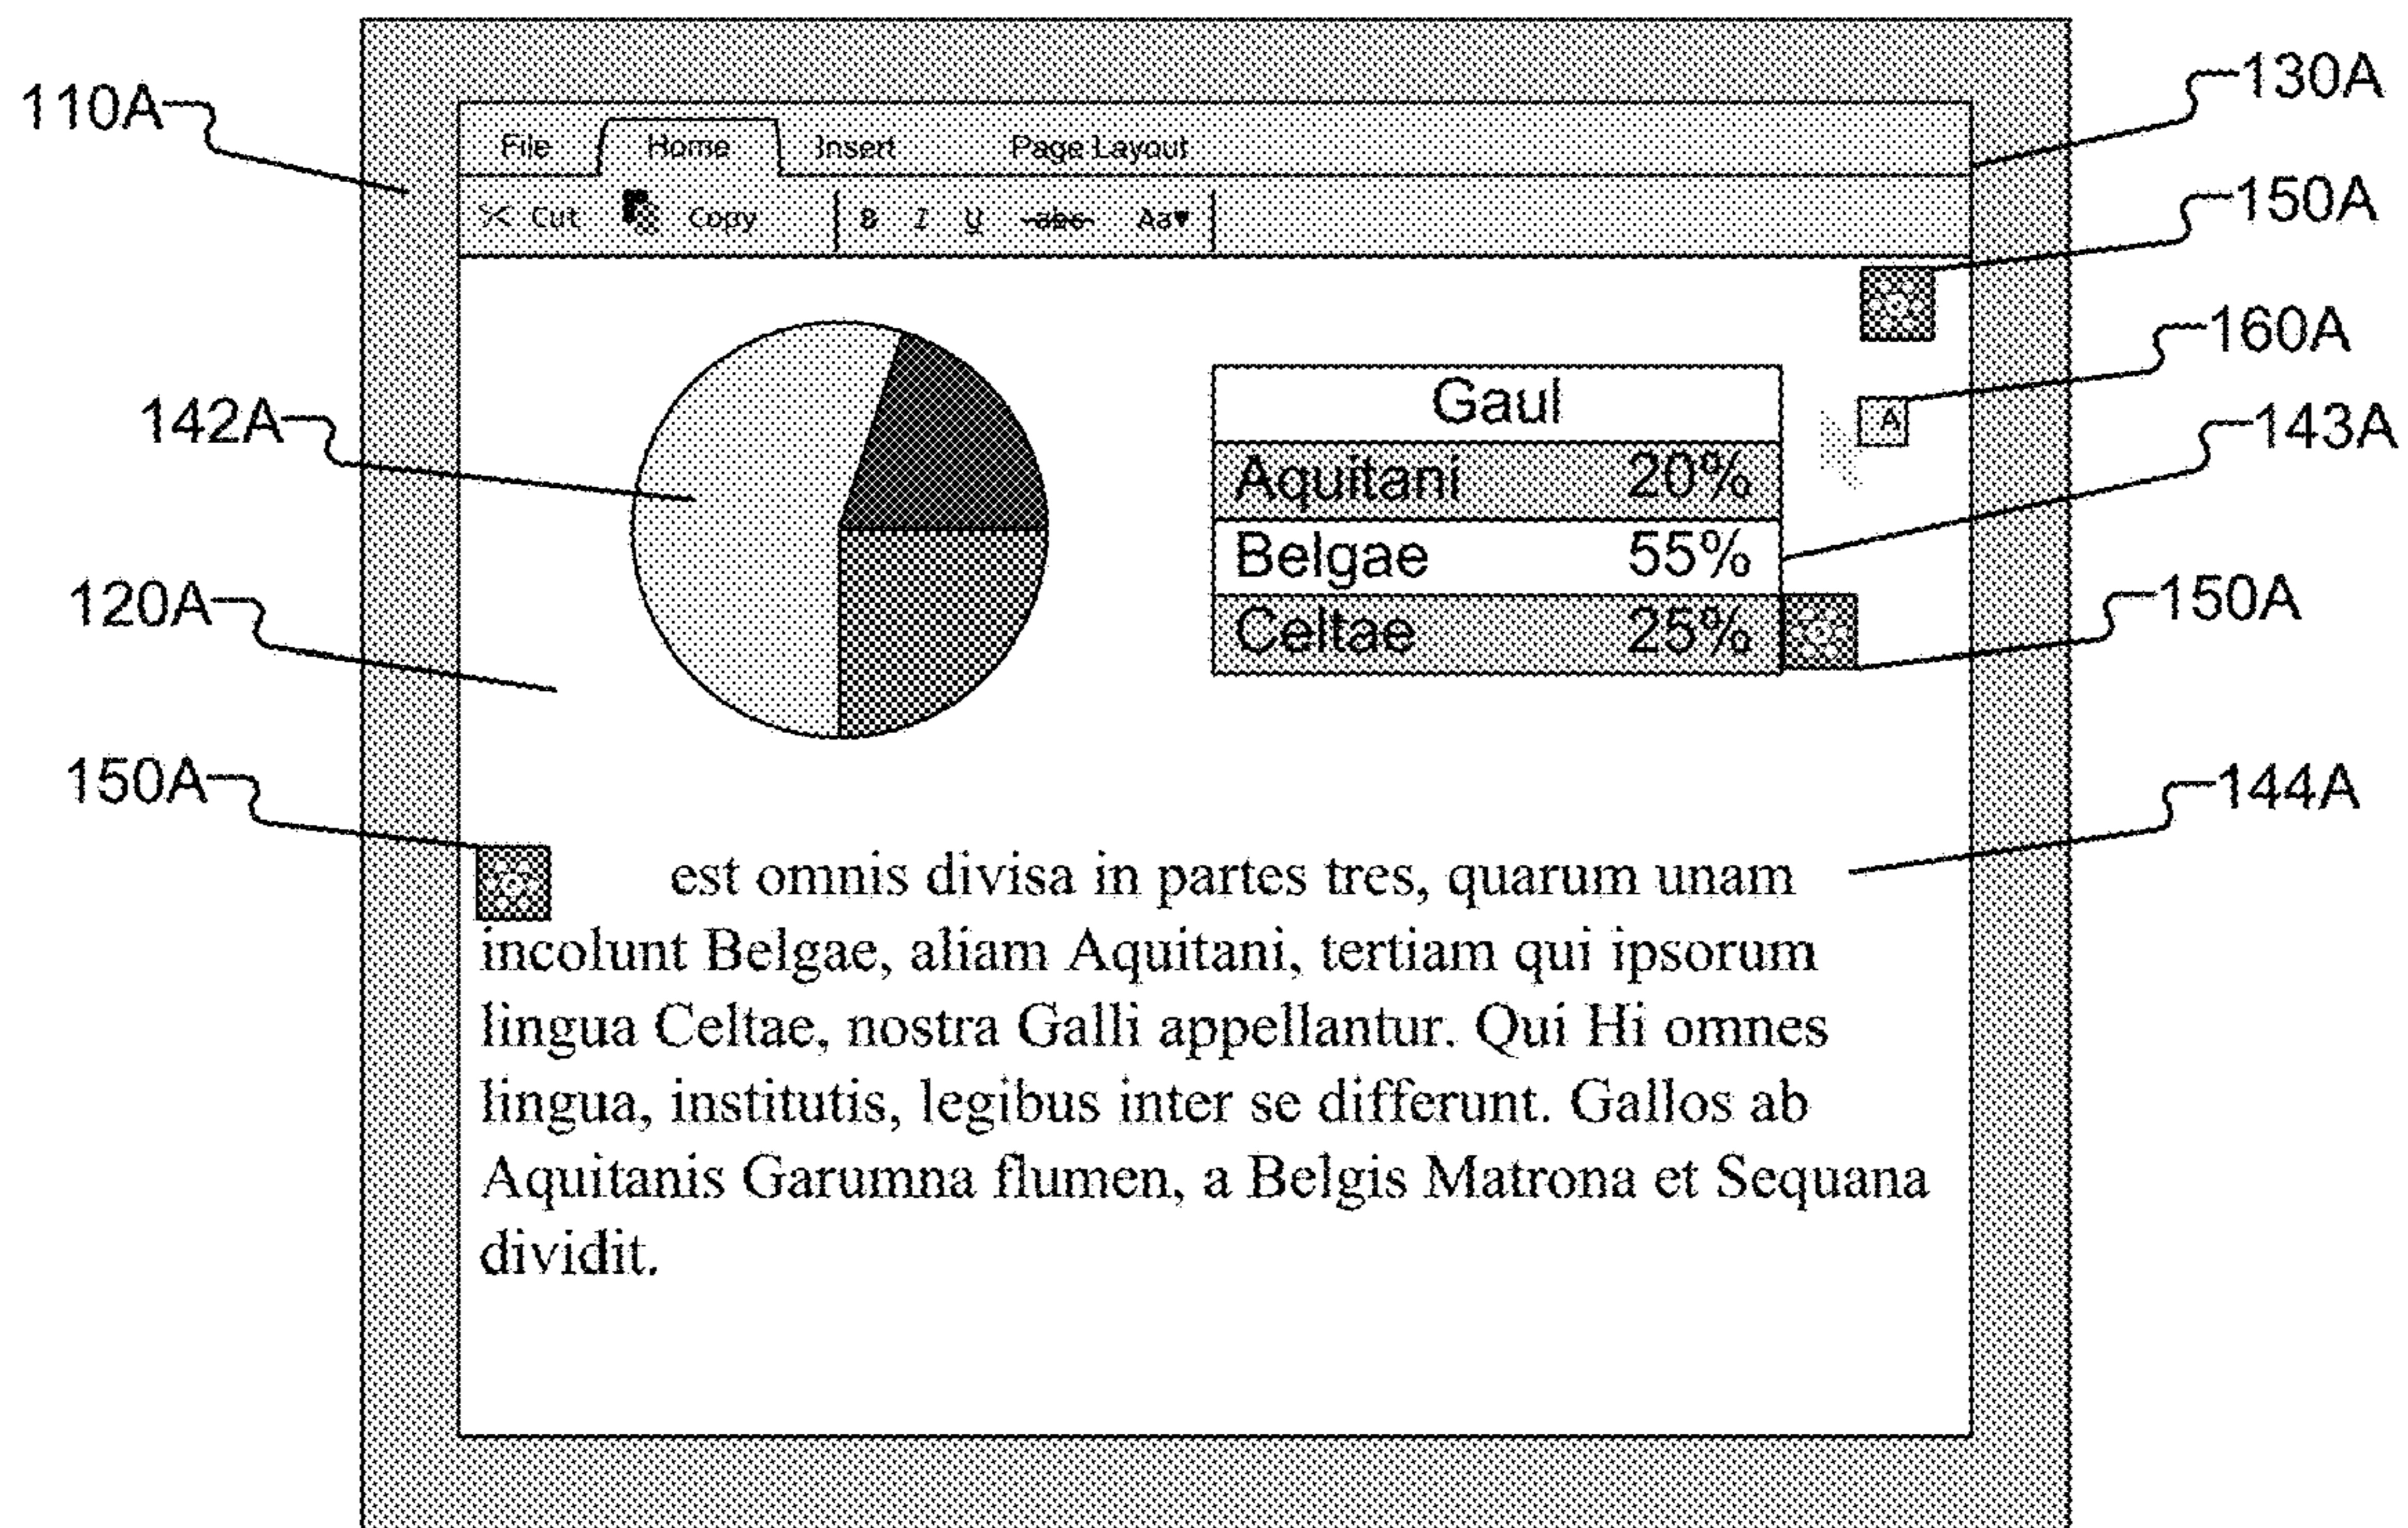 110A
130A
File Home Insert Page Layout
150A
Cut Copy B I U abc Aa▾
160A
A
142A
Gaul
143A
Aquitani 20%
Belgae 55%
120A
150A
Celtae 25%
150A
144A
est omnis divisa in partes tres, quarum unam
incolunt Belgae, aliam Aquitani, tertiam qui ipsorum
lingua Celtae, nostra Galli appellantur. Qui Hi omnes
lingua, institutis, legibus inter se differunt. Gallos ab
Aquitanis Garumna flumen, a Belgis Matrona et Sequana
dividit.